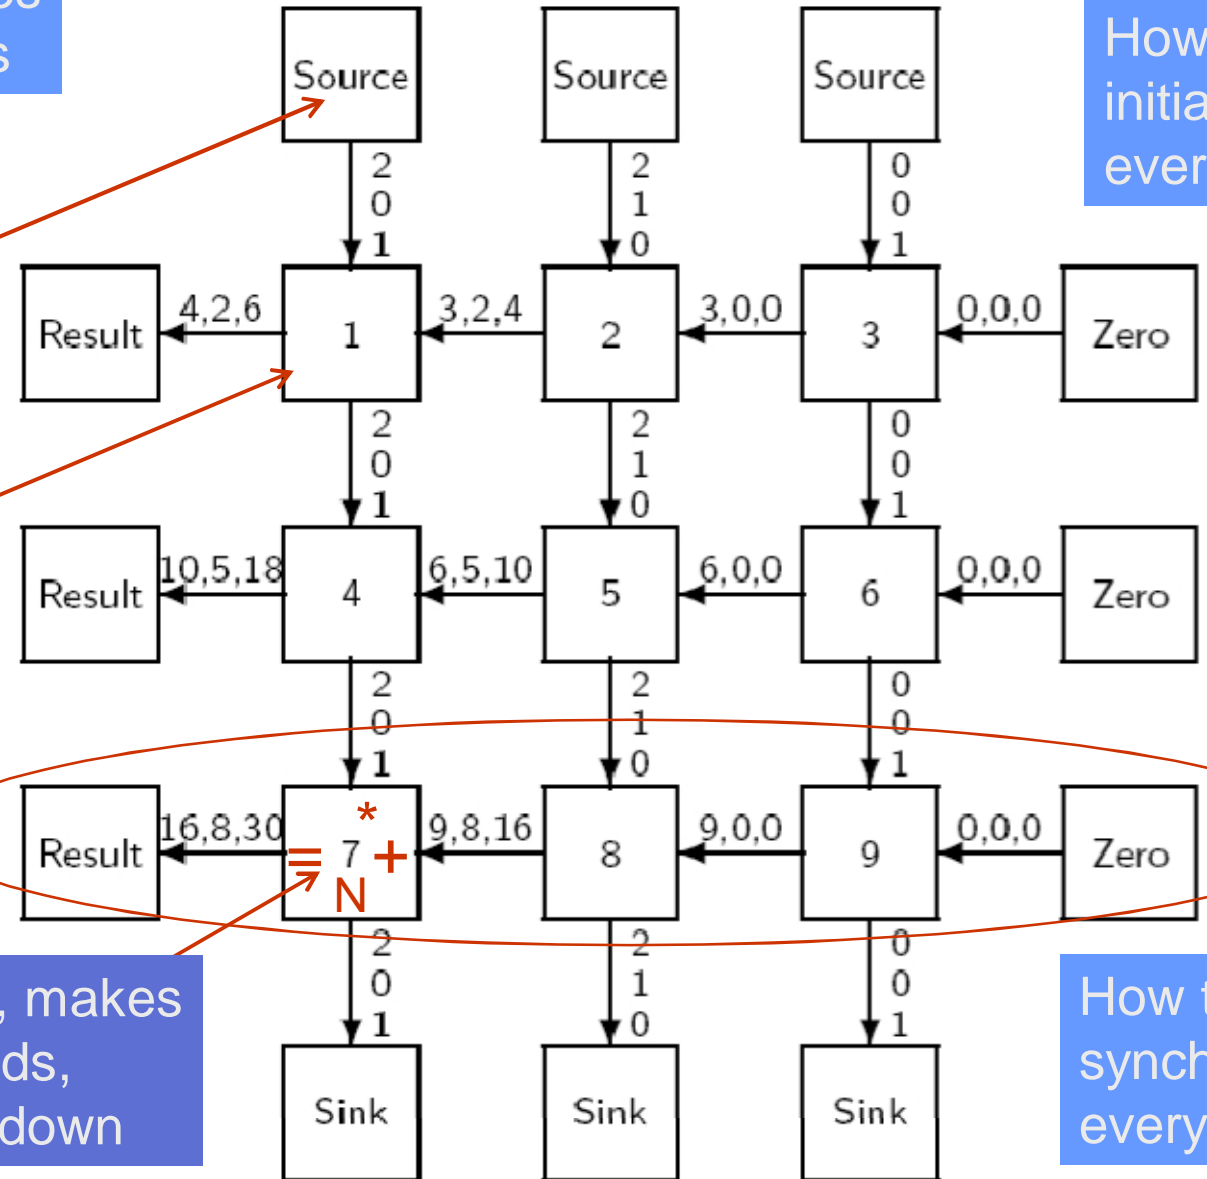 s
Source Source Source
How
initia
ever
2 2 0
0 1 0
1 0 1
4,2,6 3,2,4 3,0,0 0,0,0
Result 1 2 3 Zero
2 2 0
0 1 0
1 0 1
10,5,18 6,5,10 6,0,0 0,0,0
Result 4 5 6 Zero
2 2 0
0 1 0
1 0 1
16,8,30 * 9,8,16 9,0,0 0,0,0
Result = 7 + 8 9 Zero
N
2 2 0
0 1 0
1 0 1
, makes
ds,
down
How t
synch
every
Sink Sink Sink